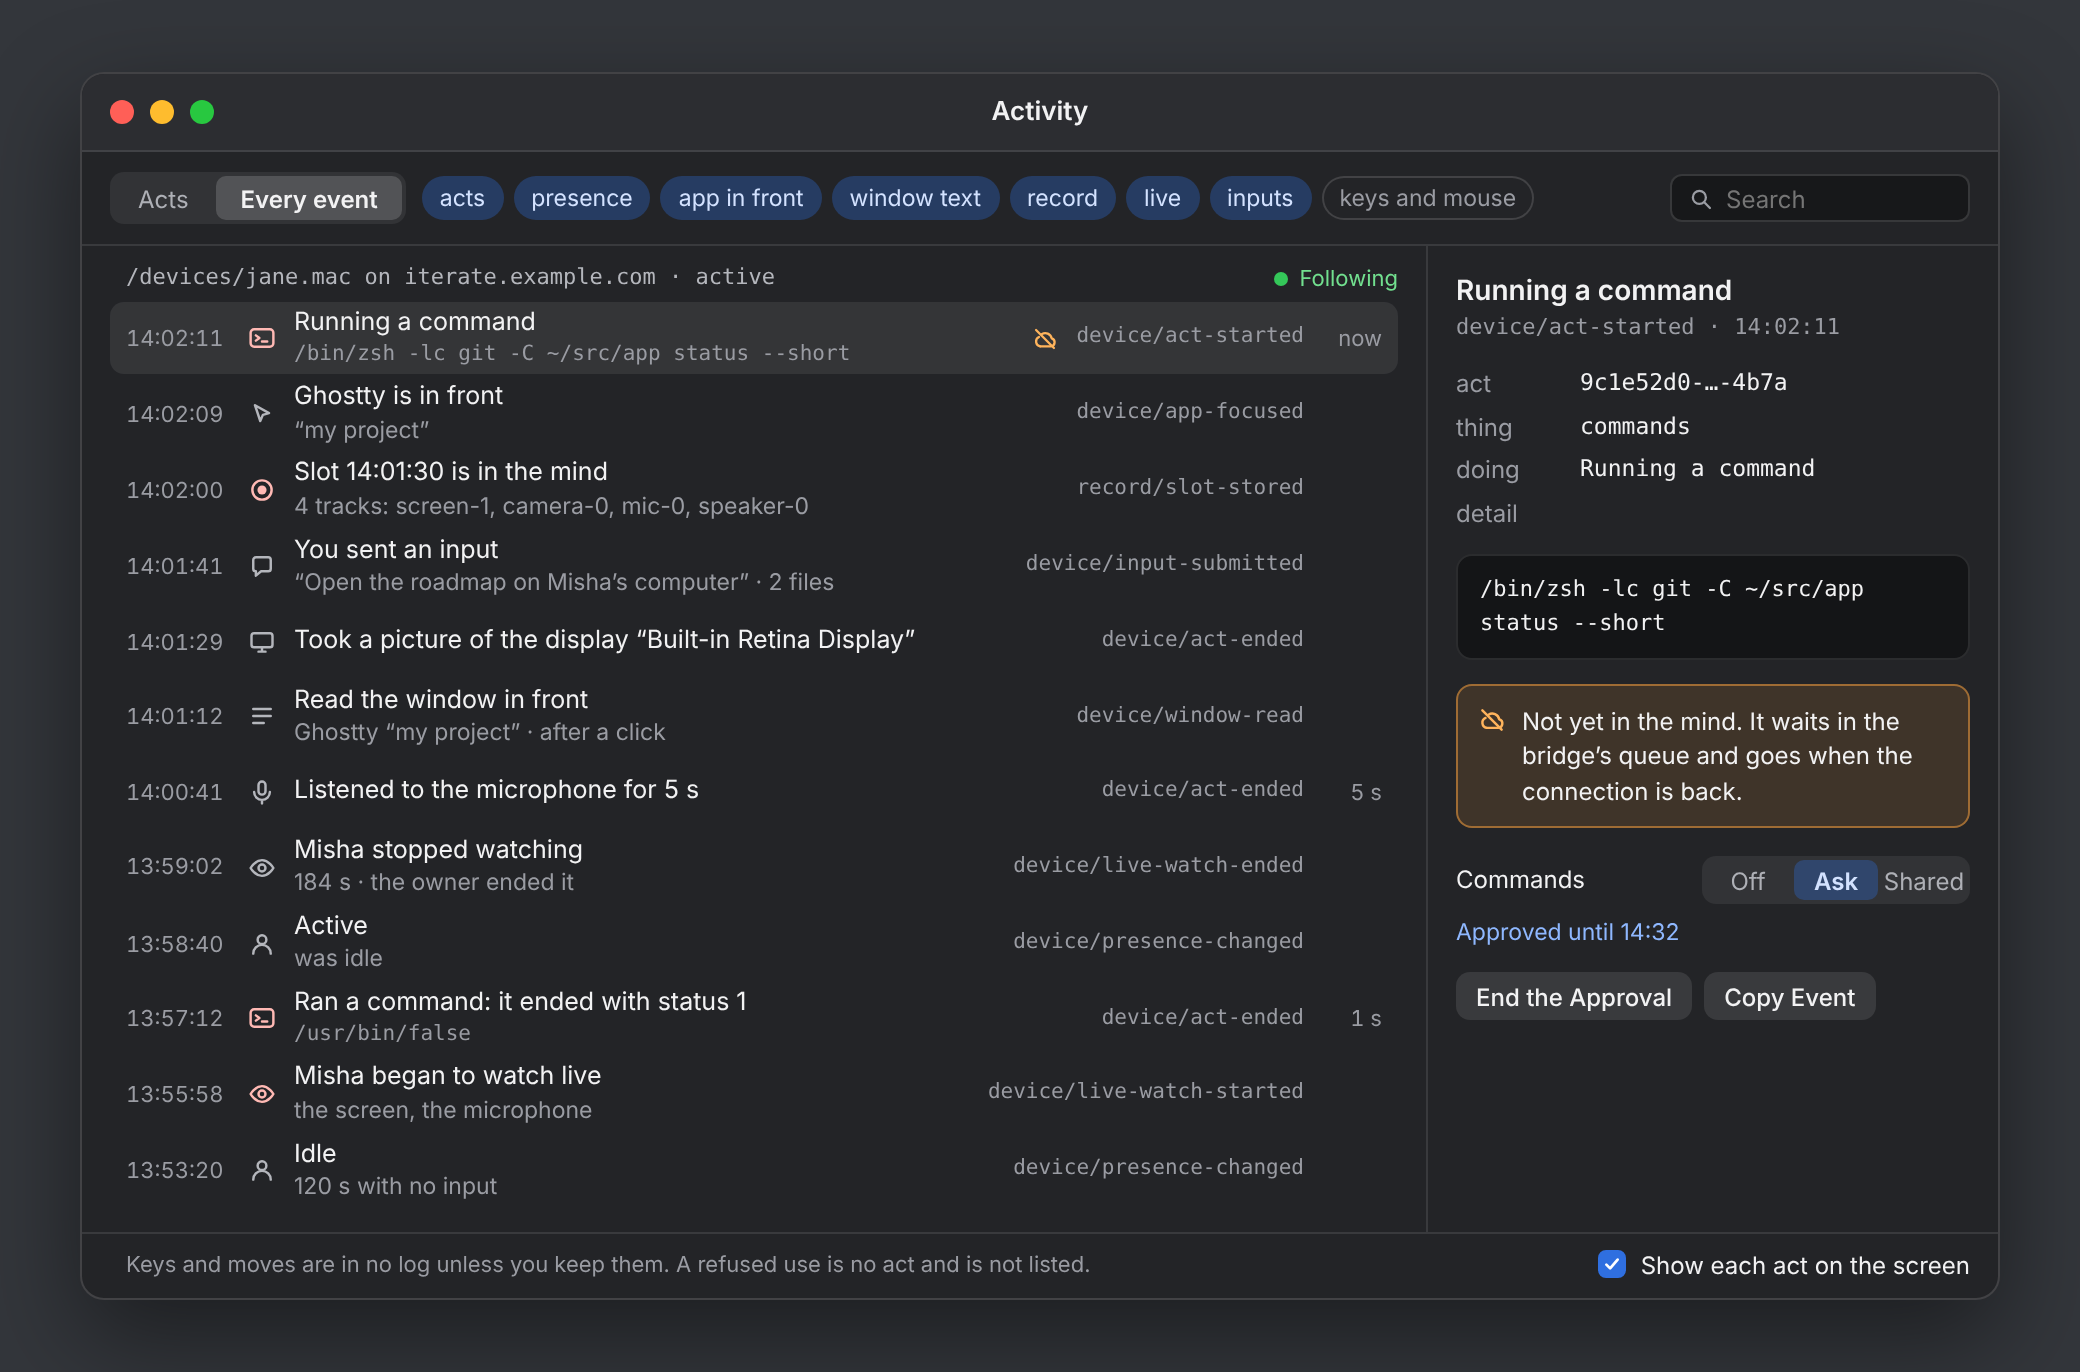 Activity
Acts
Every event
acts
presence
app in front
window text
record
live
inputs
keys and mouse
Search
/devices/jane.mac on iterate.example.com · active
Following
14:02:11
Running a command
/bin/zsh -lc git -C ~/src/app status --short
device/act-started
now
14:02:09
Ghostty is in front
“my project”
device/app-focused
14:02:00
Slot 14:01:30 is in the mind
4 tracks: screen-1, camera-0, mic-0, speaker-0
record/slot-stored
14:01:41
You sent an input
“Open the roadmap on Misha’s computer” · 2 files
device/input-submitted
14:01:29
Took a picture of the display “Built-in Retina Display”
device/act-ended
14:01:12
Read the window in front
Ghostty “my project” · after a click
device/window-read
14:00:41
Listened to the microphone for 5 s
device/act-ended
5 s
13:59:02
Misha stopped watching
184 s · the owner ended it
device/live-watch-ended
13:58:40
Active
was idle
device/presence-changed
13:57:12
Ran a command: it ended with status 1
/usr/bin/false
device/act-ended
1 s
13:55:58
Misha began to watch live
the screen, the microphone
device/live-watch-started
13:53:20
Idle
120 s with no input
device/presence-changed
Running a command
device/act-started · 14:02:11
act 9c1e52d0-…-4b7a
thing commands
doing Running a command
detail
/bin/zsh -lc git -C ~/src/app
status --short
Not yet in the mind. It waits in the
bridge’s queue and goes when the
connection is back.
Commands
Off
Ask
Shared
Approved until 14:32
End the Approval
Copy Event
Keys and moves are in no log unless you keep them. A refused use is no act and is not listed.
Show each act on the screen